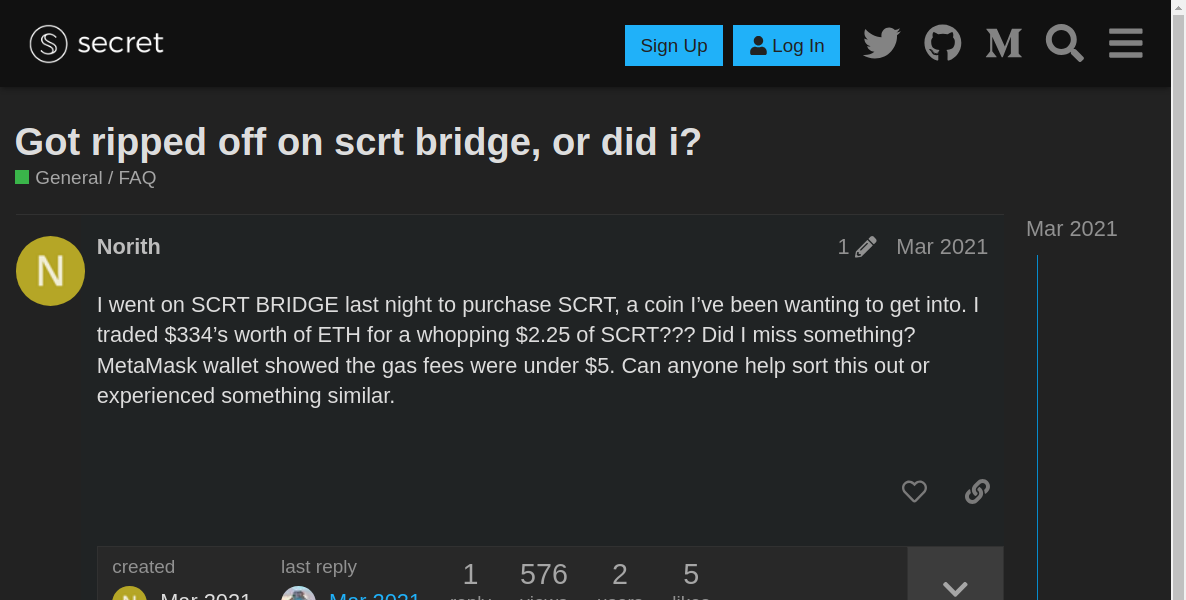 secret
Sign Up
Log In
Got ripped off on scrt bridge, or did i?
General / FAQ
Mar 2021
N
Norith
1
Mar 2021
I went on SCRT BRIDGE last night to purchase SCRT, a coin I’ve been wanting to get into. I
traded $334’s worth of ETH for a whopping $2.25 of SCRT??? Did I miss something?
MetaMask wallet showed the gas fees were under $5. Can anyone help sort this out or
experienced something similar.
created
last reply
1
576
2
5
Mar 2021
Mar 2021
reply
views
users
likes